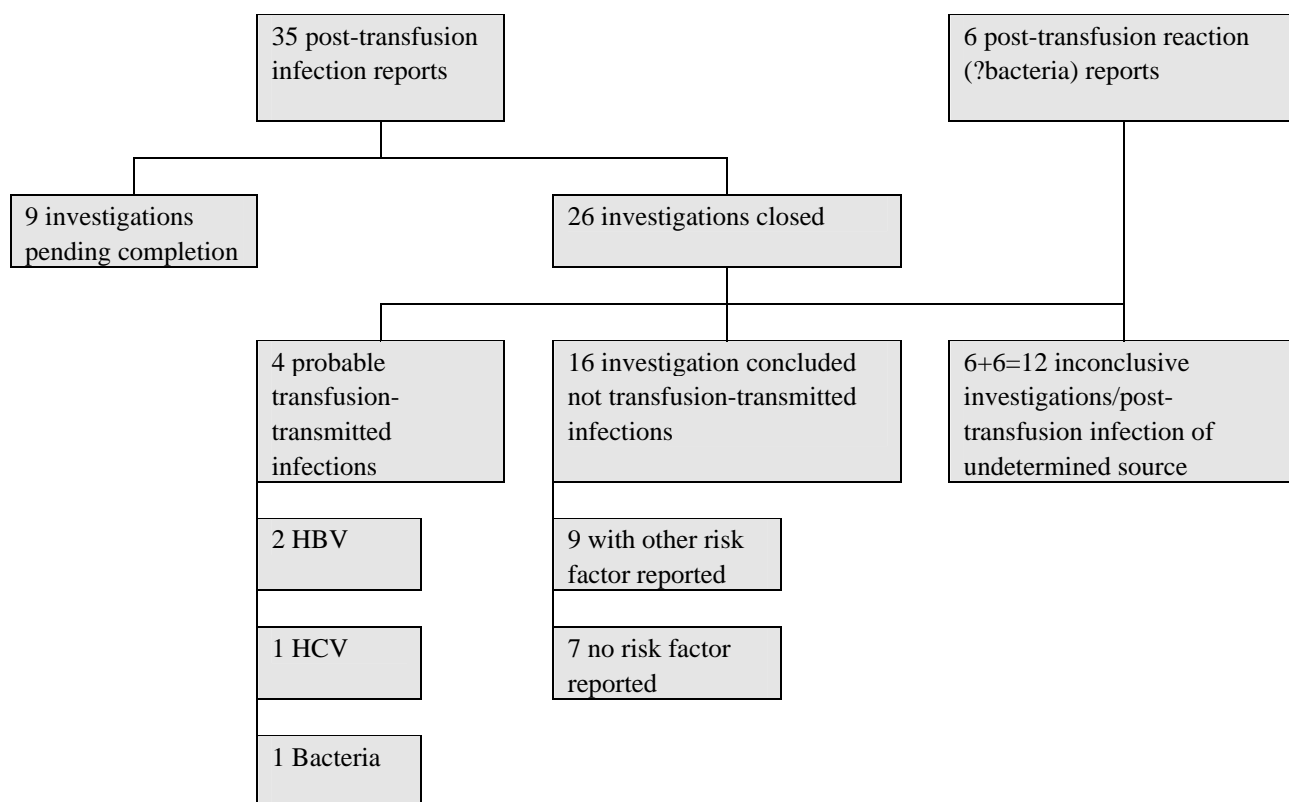 35 post-transfusion
infection reports
6 post-transfusion reaction
(?bacteria) reports
9 investigations
pending completion
26 investigations closed
4 probable
transfusion-
transmitted
infections
16 investigation concluded
not transfusion-transmitted
infections
6+6=12 inconclusive
investigations/post-
transfusion infection of
undetermined source
2 HBV
9 with other risk
factor reported
1 HCV
7 no risk factor
reported
1 Bacteria